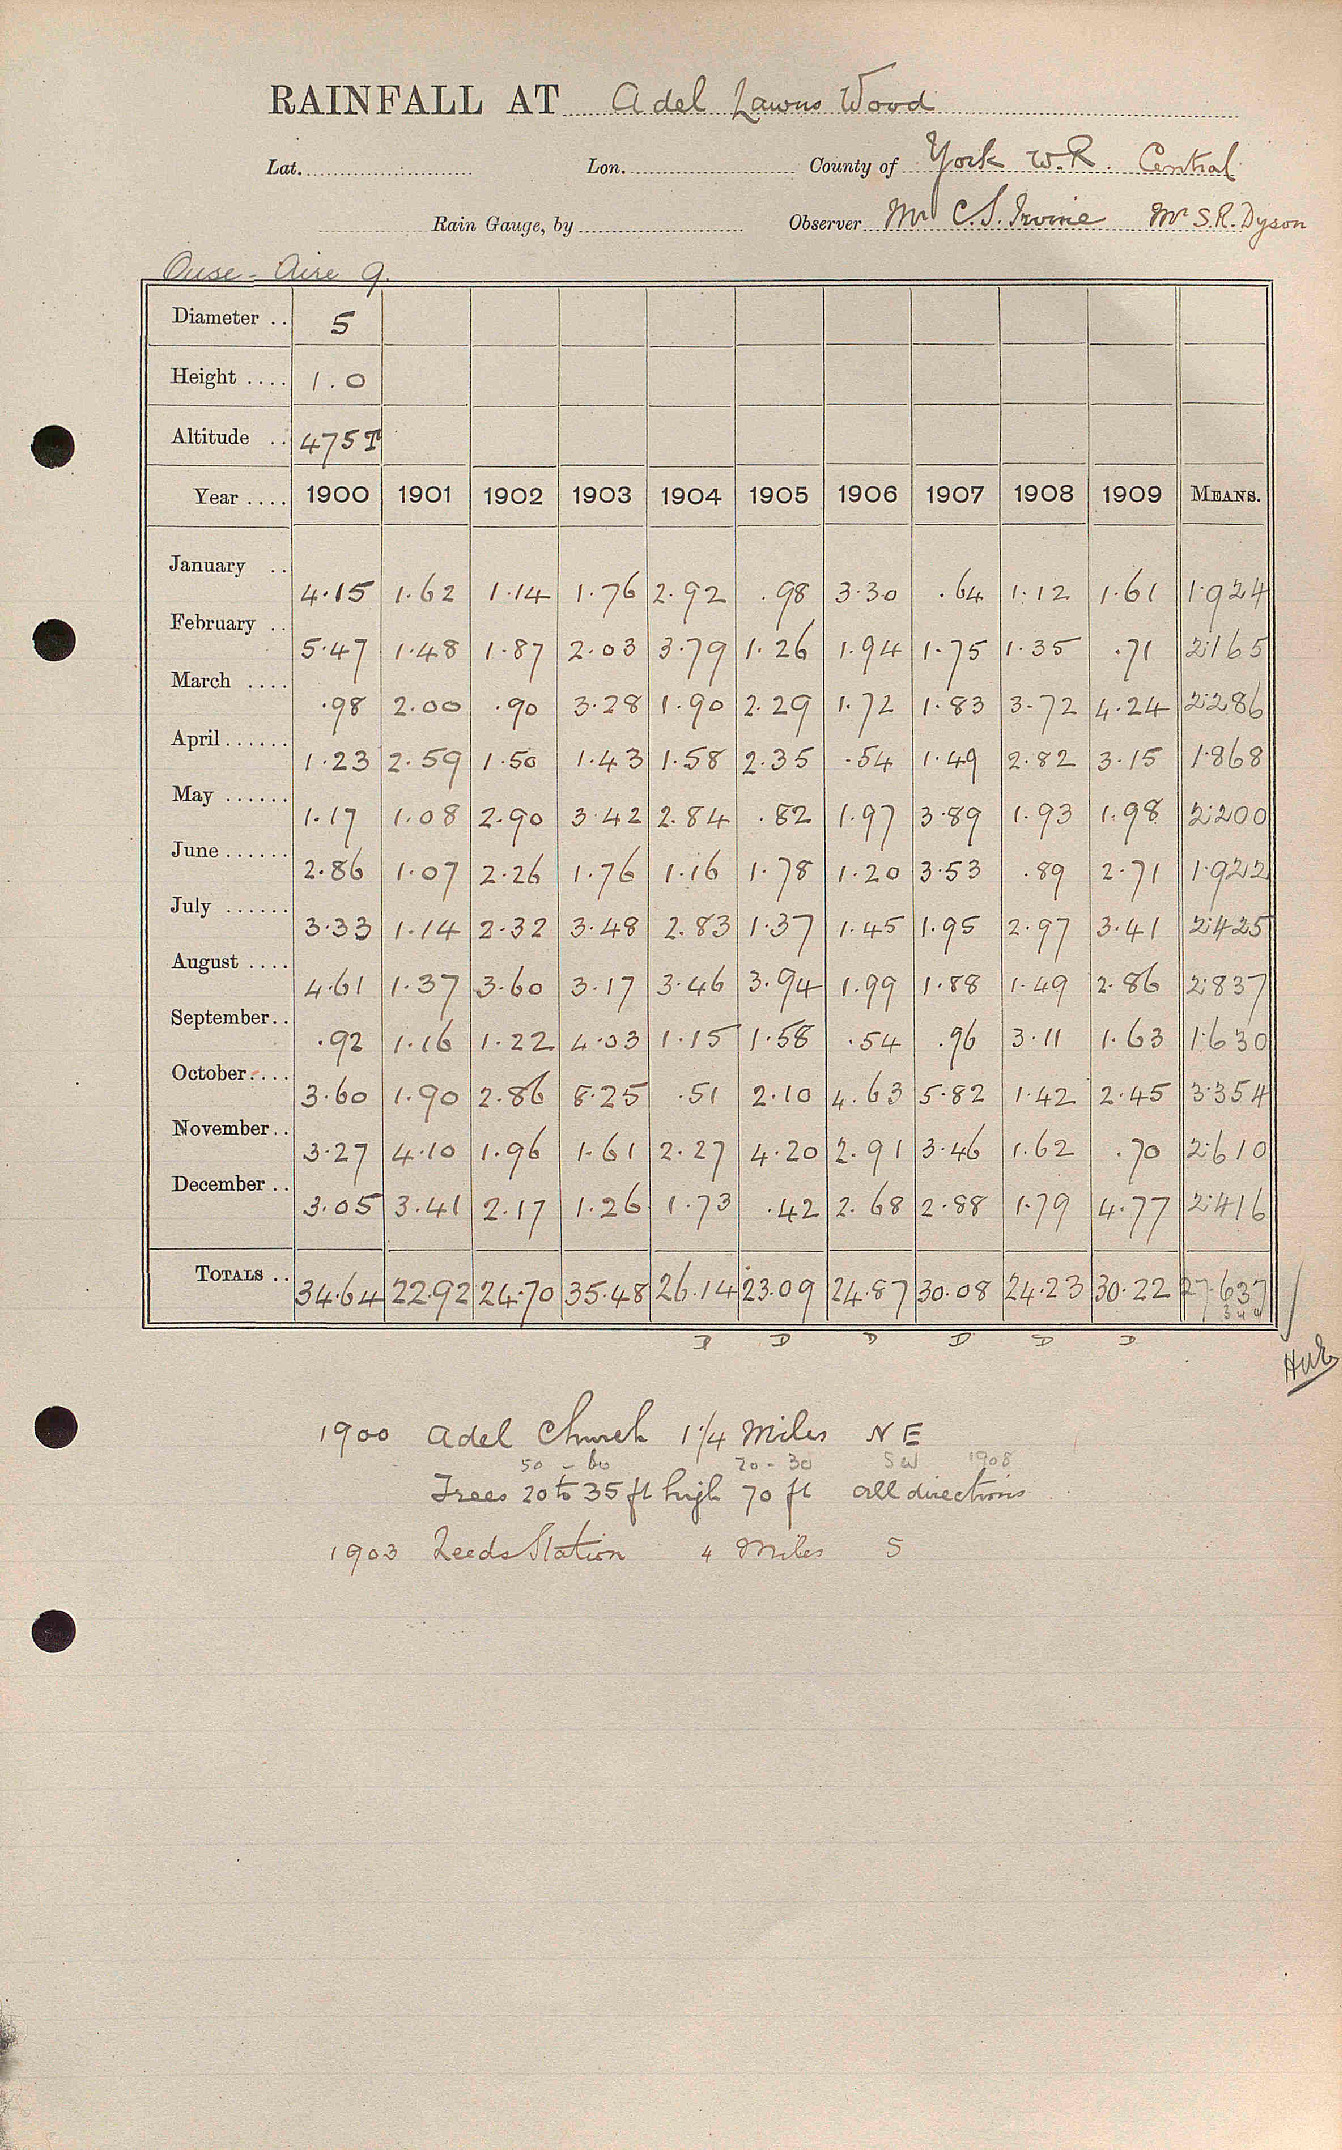 RAINFALL AT Adel Lawns Wood
Lat. Lon. County of York W.R. Central
Rain Gauge, by Observer Mr C.S. Irvine Mr S.R. Dyson
Ouse - Aire 9.
Diameter .. 5
Height .... 1.0
Altitude .. 475T
Year .... 1900 1901 1902 1903 1904 1905 1906 1907 1908 1909 MEANS.
January .. 4.15 1.62 1.14 1.76 2.92 .98 3.30 .64 1.12 1.61 1.924
February .. 5.47 1.48 1.87 2.03 3.79 1.26 1.94 1.75 1.35 .71 2.165
March .... .98 2.00 .90 3.28 1.90 2.29 1.72 1.83 3.72 4.24 2.286
April...... 1.23 2.59 1.50 1.43 1.58 2.35 .54 1.49 2.82 3.15 1.868
May ...... 1.17 1.08 2.90 3.42 2.84 .82 1.97 3.89 1.93 1.98 2.200
June...... 2.86 1.07 2.26 1.76 1.16 1.78 1.20 3.53 .89 2.71 1.922
July ...... 3.33 1.14 2.32 3.48 2.83 1.37 1.45 1.95 2.97 3.41 2.425
August .... 4.61 1.37 3.60 3.17 3.46 3.94 1.99 1.88 1.49 2.86 2.837
September.. .92 1.16 1.22 4.03 1.15 1.58 .54 .96 3.11 1.63 1.630
October.... 3.60 1.90 2.86 8.25 .51 2.10 4.63 5.82 1.42 2.45 3.354
November.. 3.27 4.10 1.96 1.61 2.27 4.20 2.91 3.46 1.62 .70 2.610
December .. 3.05 3.41 2.17 1.26 1.73 .42 2.68 2.88 1.79 4.77 2.416
TOTALS .. 34.64 22.92 24.70 35.48 26.14 23.09 24.87 30.08 24.23 30.22 27.637
D D D D D D
1900 Adel Church 1 1/4 Miles NE
50 - 60 20 - 30 SW 1908
Trees 20 to 35 ft high 70 ft all directions
1903 Leeds Station 4 Miles S